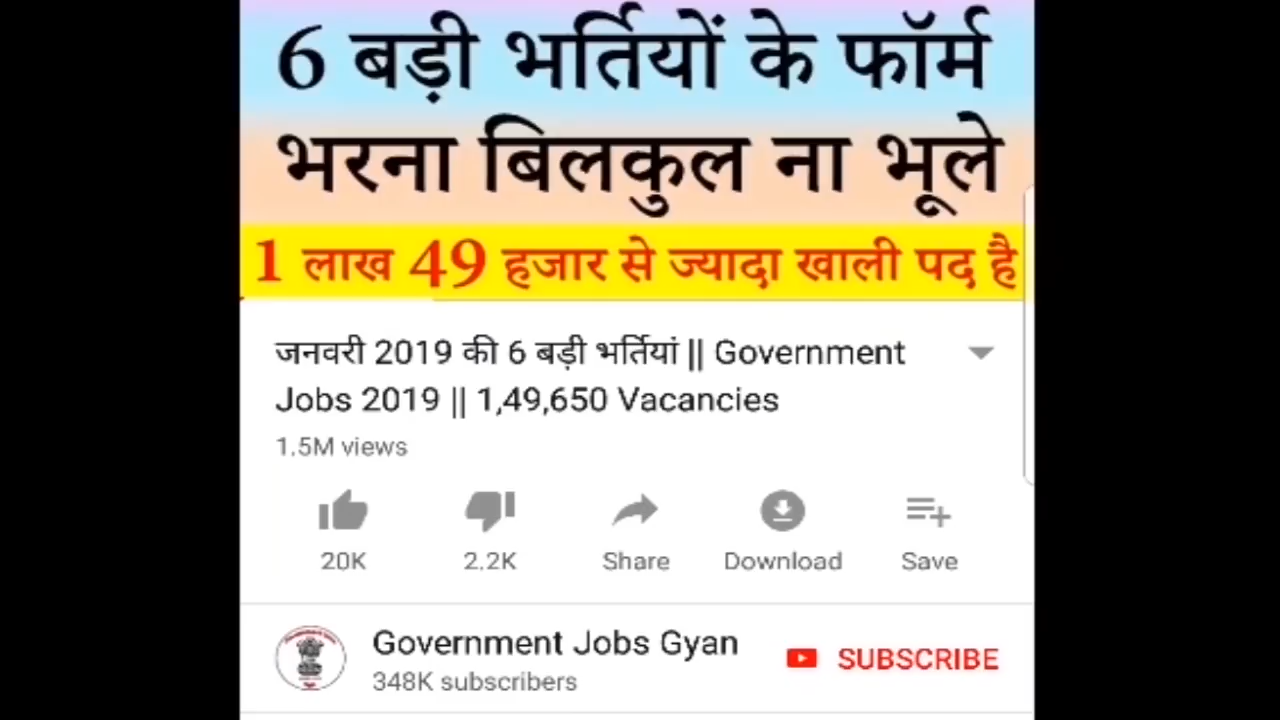 6 बड़ी भर्तियों के फॉर्म
भरना बिलकुल ना भूले
1 लाख 49 हजार से ज्यादा खाली पद है
जनवरी 2019 की 6 बड़ी भर्तियां || Government
Jobs 2019 || 1,49,650 Vacancies
1.5M views
20K 2.2K Share Download Save
Government Jobs Gyan
348K subscribers
SUBSCRIBE